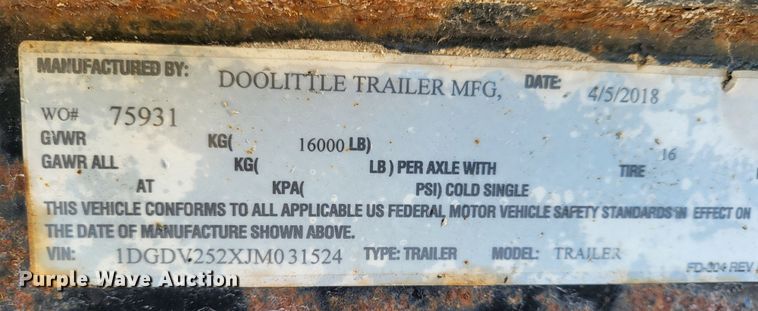 MANUFACTURED BY: DOOLITTLE TRAILER MFG, DATE: 4/5/2018
WO# 75931
GVWR KG( 16000 LB)
GAWR ALL KG( LB) PER AXLE WITH TIRE 16
AT KPA( PSI) COLD SINGLE
THIS VEHICLE CONFORMS TO ALL APPLICABLE US FEDERAL MOTOR VEHICLE SAFETY STANDARDS IN EFFECT ON
THE DATE OF MANUFACTURE SHOWN ABOVE.
VIN: 1DGDV252XJM031524 TYPE: TRAILER MODEL: TRAILER
FD-304 REV
Purple Wave Auction